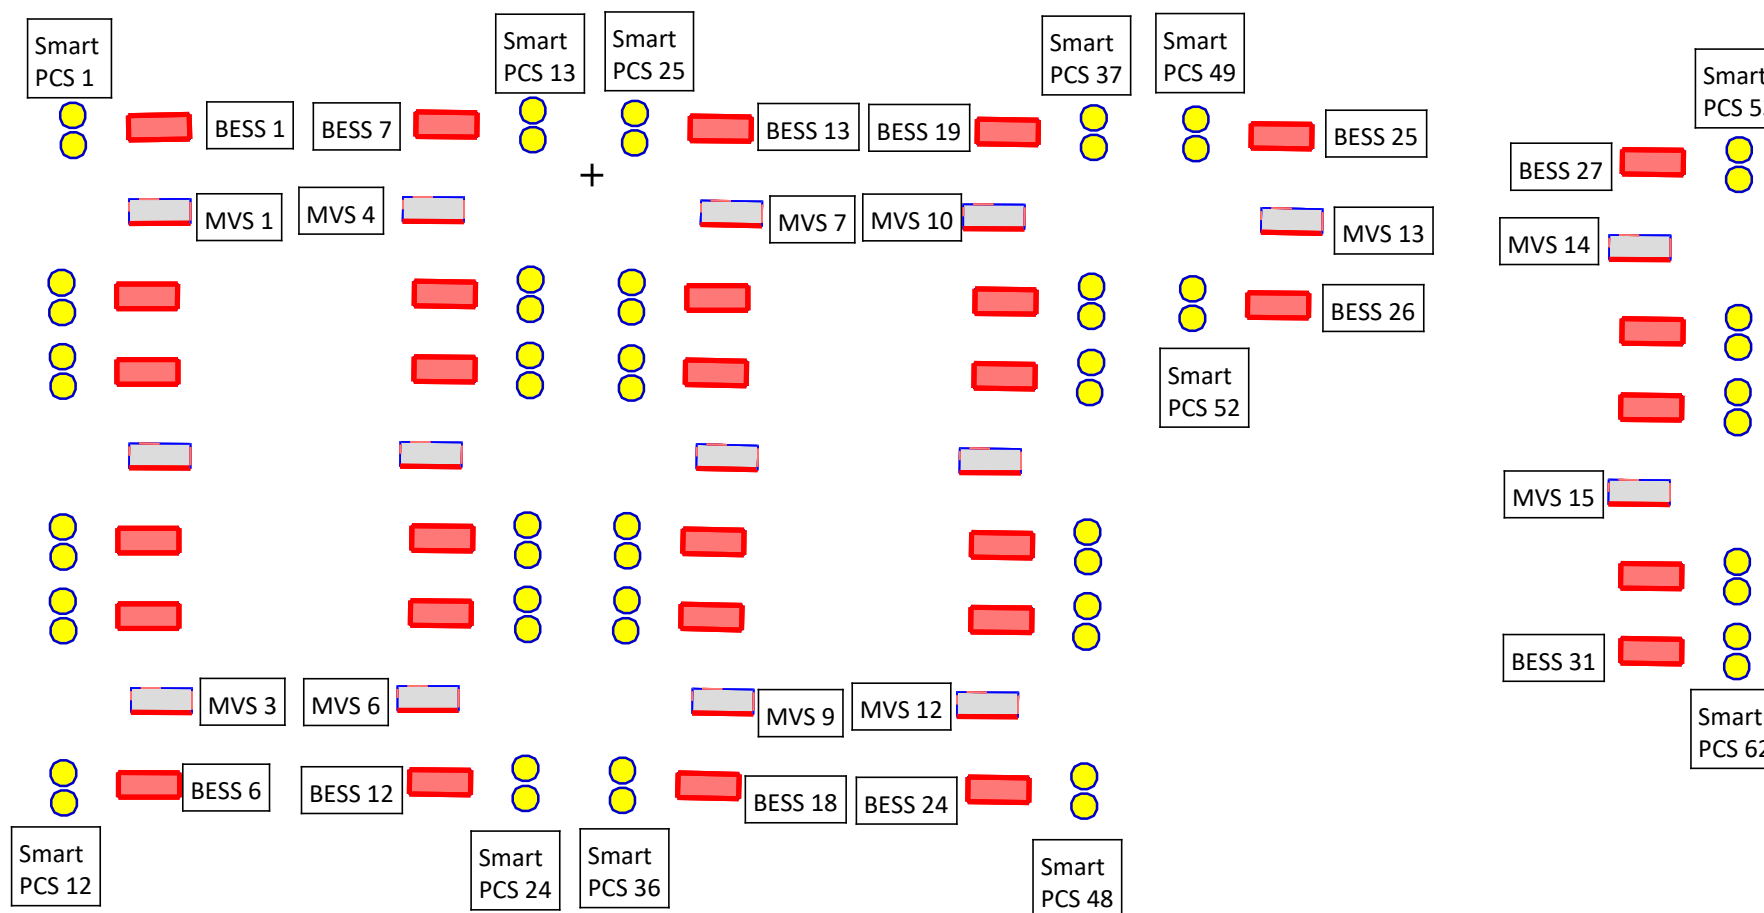 Smart
PCS 1
Smart
PCS 13
Smart
PCS 25
Smart
PCS 37
Smart
PCS 49
Smart
BESS 1
BESS 7
BESS 13
BESS 19
BESS 25
BESS 27
MVS 1
MVS 4
MVS 7
MVS 10
MVS 13
MVS 14
BESS 26
Smart
PCS 52
MVS 15
MVS 3
MVS 6
MVS 9
MVS 12
BESS 31
Smart
PCS 62
BESS 6
BESS 12
BESS 18
BESS 24
Smart
PCS 12
Smart
PCS 24
Smart
PCS 36
Smart
PCS 48